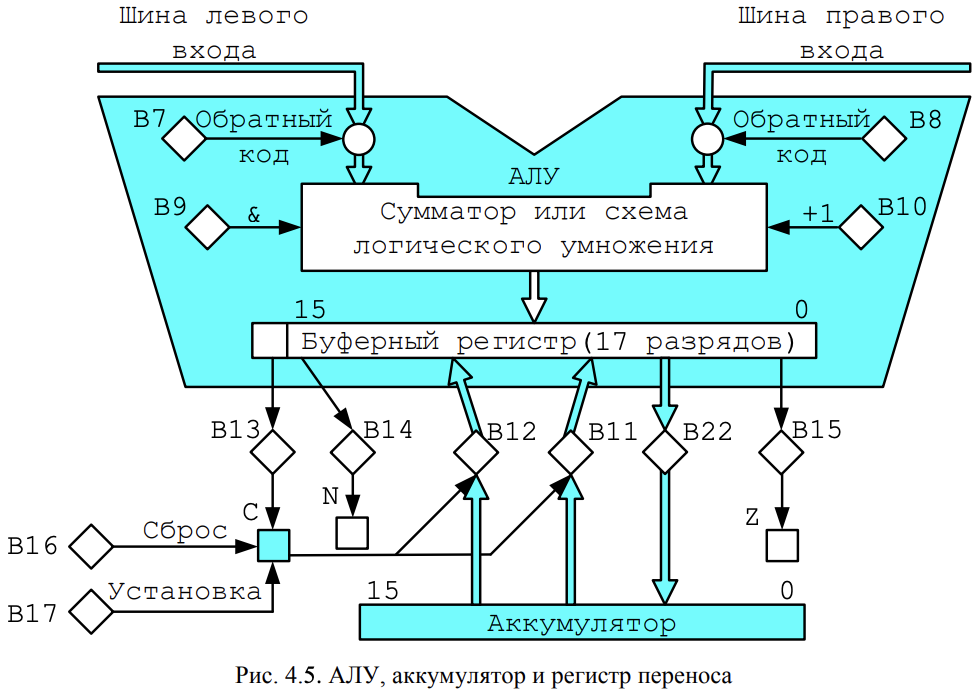 Шина левого
входа
Шина правого
входа
B7
Обратный
код
Обратный
код
B8
АЛУ
B9
&
Сумматор или схема
логического умножения
+1
B10
15
0
Буферный регистр(17 разрядов)
B13
B14
B12
B11
B22
B15
C
N
Z
B16
Сброс
B17
Установка
15
0
Аккумулятор
Рис. 4.5. АЛУ, аккумулятор и регистр переноса